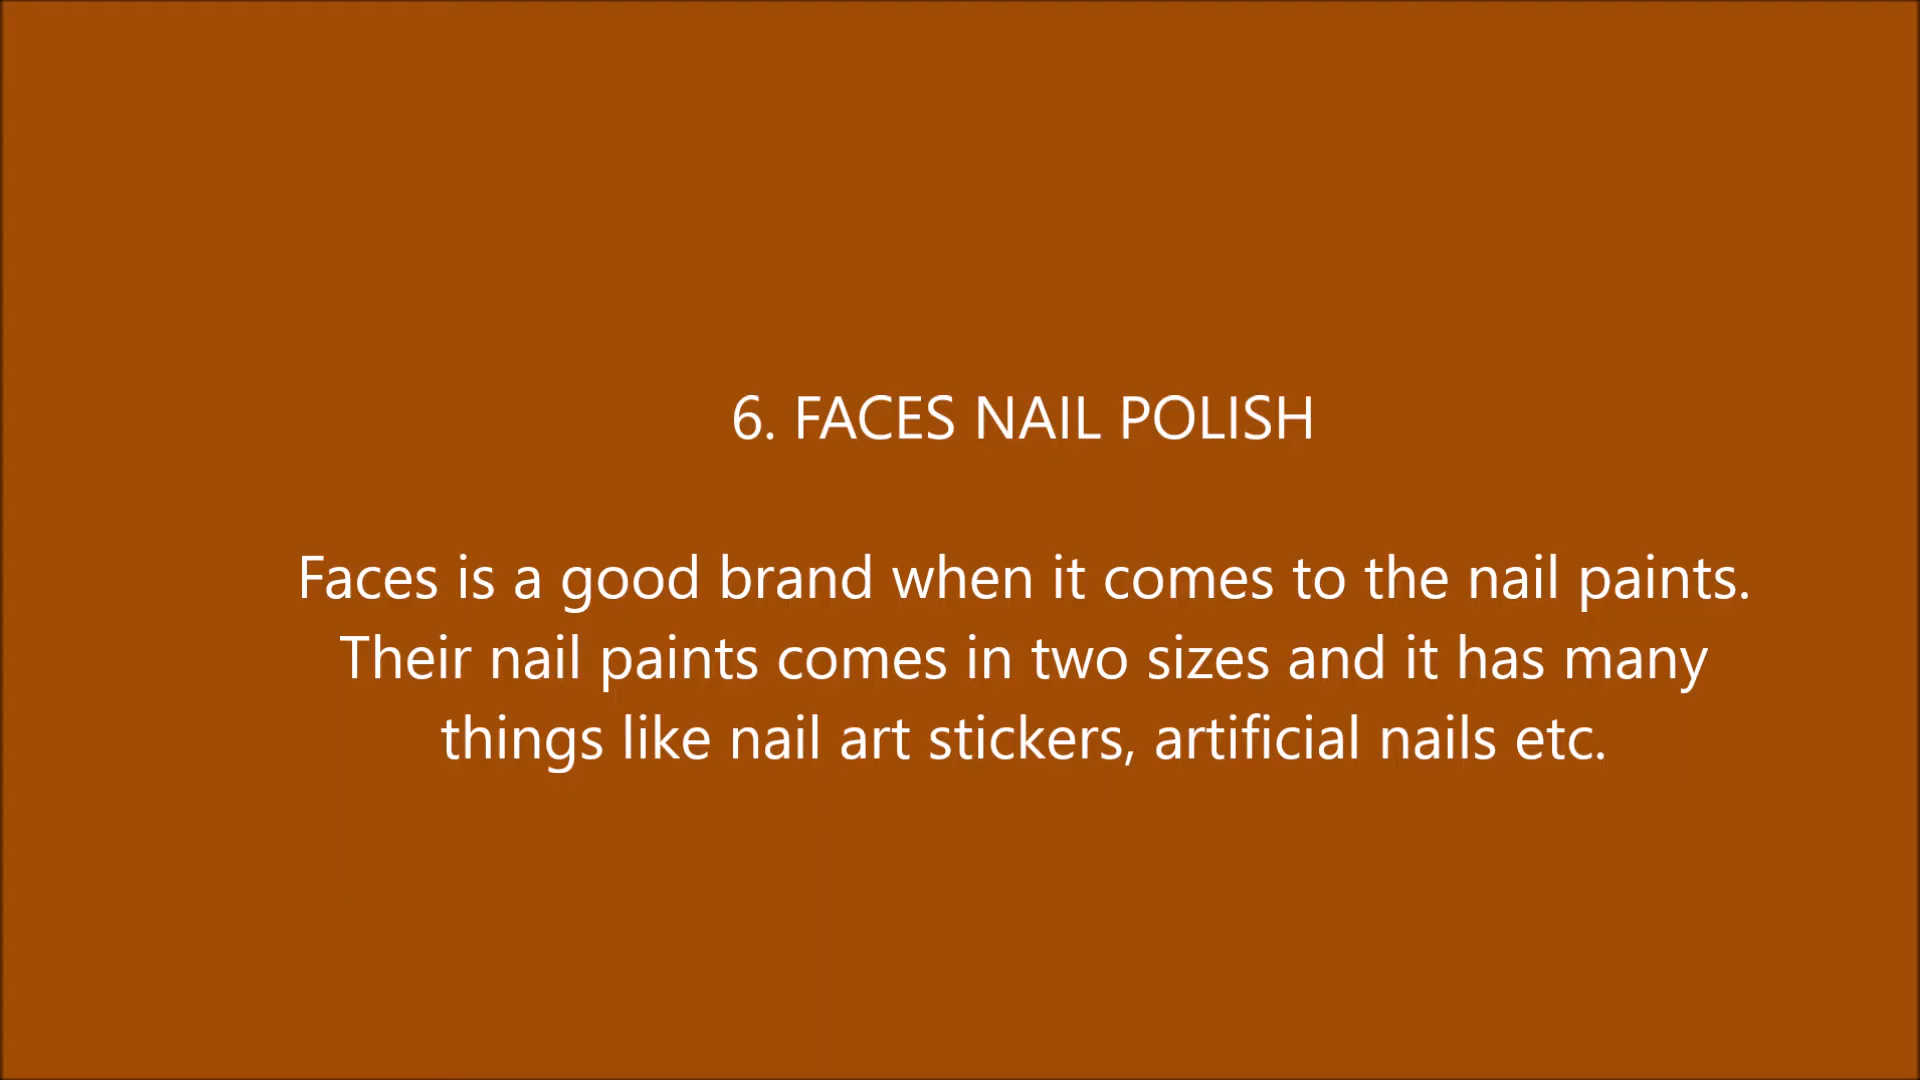 6. FACES NAIL POLISH
Faces is a good brand when it comes to the nail paints.
Their nail paints comes in two sizes and it has many
things like nail art stickers, artificial nails etc.